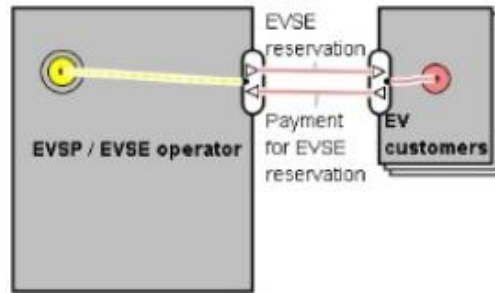 EVSE
reservation
EVSP / EVSE operator
Payment
for EVSE
reservation
EV
customers